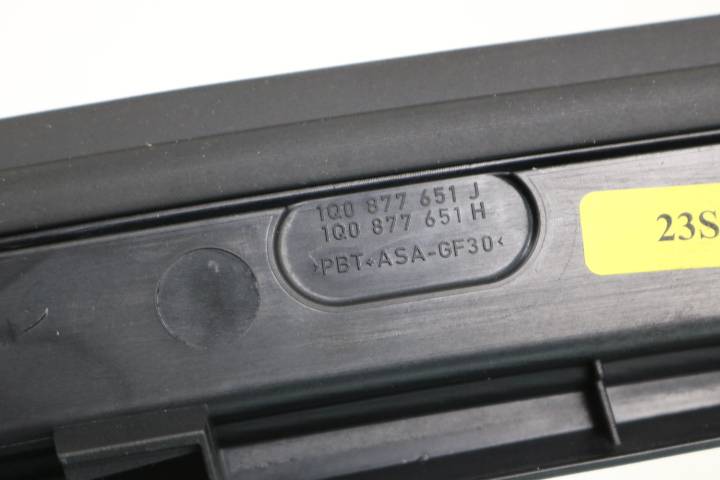 1Q0 877 651 J
1Q0 877 651 H
>PBT+ASA-GF30<
23S